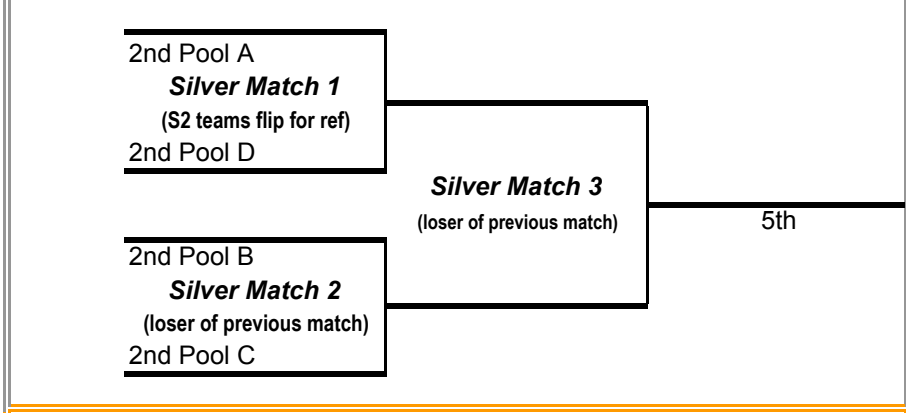 2nd Pool A
Silver Match 1
(S2 teams flip for ref)
2nd Pool D
Silver Match 3
(loser of previous match)
5th
2nd Pool B
Silver Match 2
(loser of previous match)
2nd Pool C